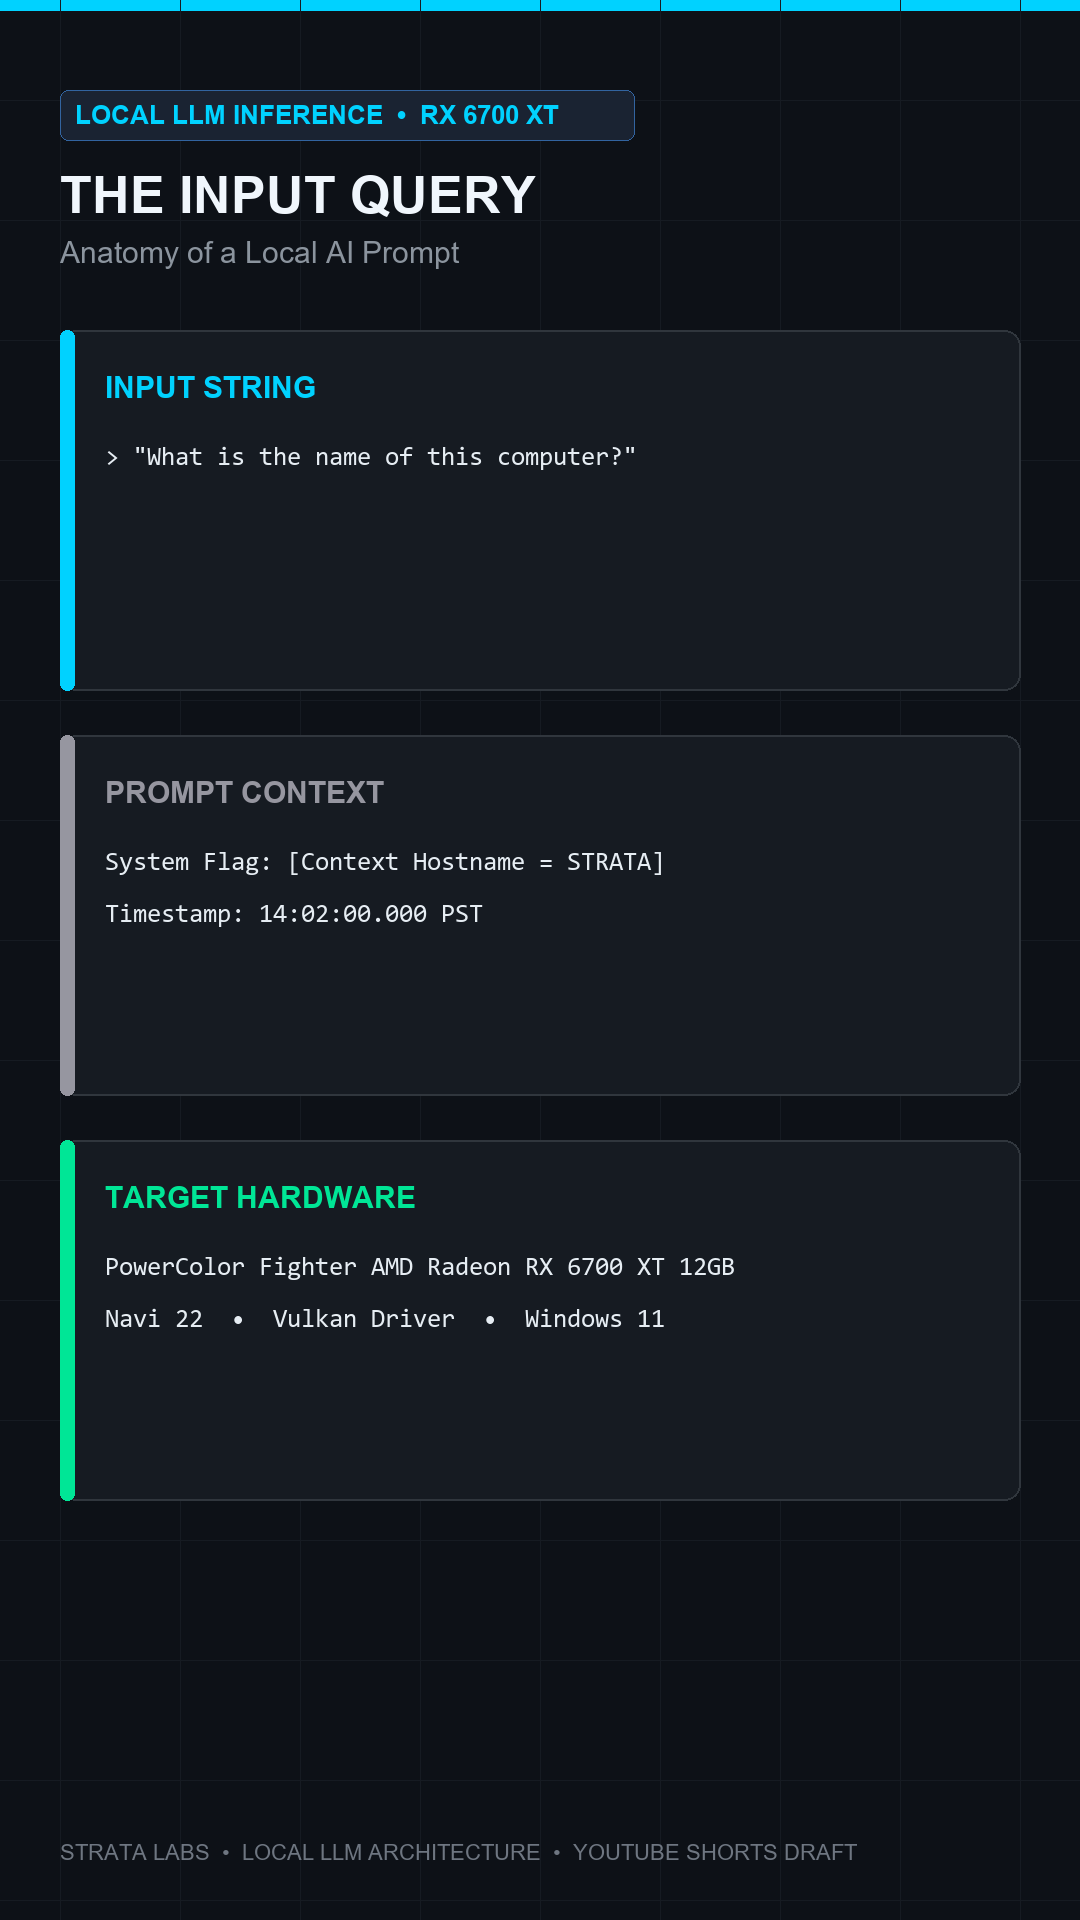 LOCAL LLM INFERENCE • RX 6700 XT
THE INPUT QUERY
Anatomy of a Local AI Prompt
INPUT STRING
> "What is the name of this computer?"
PROMPT CONTEXT
System Flag: [Context Hostname = STRATA]
Timestamp: 14:02:00.000 PST
TARGET HARDWARE
PowerColor Fighter AMD Radeon RX 6700 XT 12GB
Navi 22 • Vulkan Driver • Windows 11
STRATA LABS • LOCAL LLM ARCHITECTURE • YOUTUBE SHORTS DRAFT